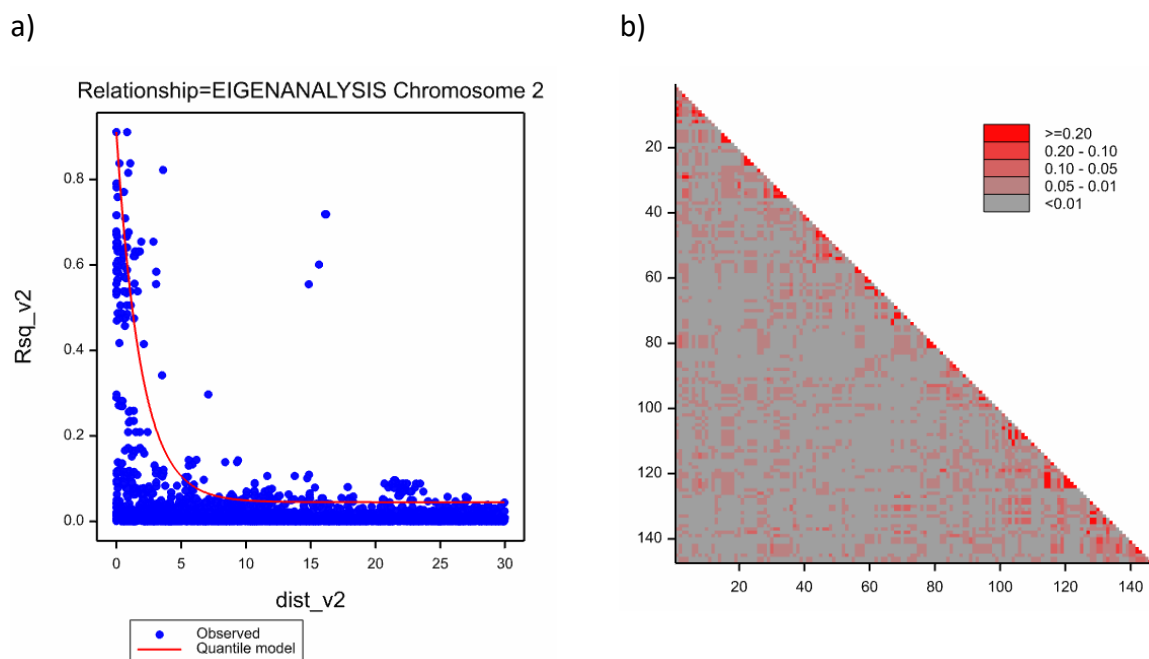 a)
b)
Relationship=EIGENANALYSIS Chromosome 2
Rsq_v2
0.8
0.6
0.4
0.2
0.0
0 5 10 15 20 25 30
dist_v2
Observed
Quantile model
>=0.20
0.20 - 0.10
0.10 - 0.05
0.05 - 0.01
<0.01
20
40
60
80
100
120
140
20 40 60 80 100 120 140